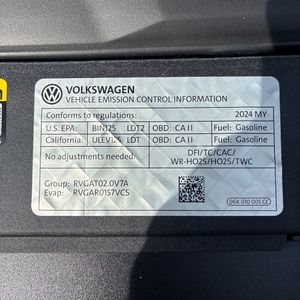 VOLKSWAGEN
VEHICLE EMISSION CONTROL INFORMATION
Conforms to regulations: 2024 MY
U.S. EPA: BIN125 LDT2 OBD: CA II Fuel: Gasoline
California: ULEV125 LDT OBD: CA II Fuel: Gasoline
No adjustments needed. DFI/TC/CAC/
WR-HO2S/HO2S/TWC
Group: RVGAT02.0V7A
Evap: RVGAR0157VCS
06K 010 005 CE